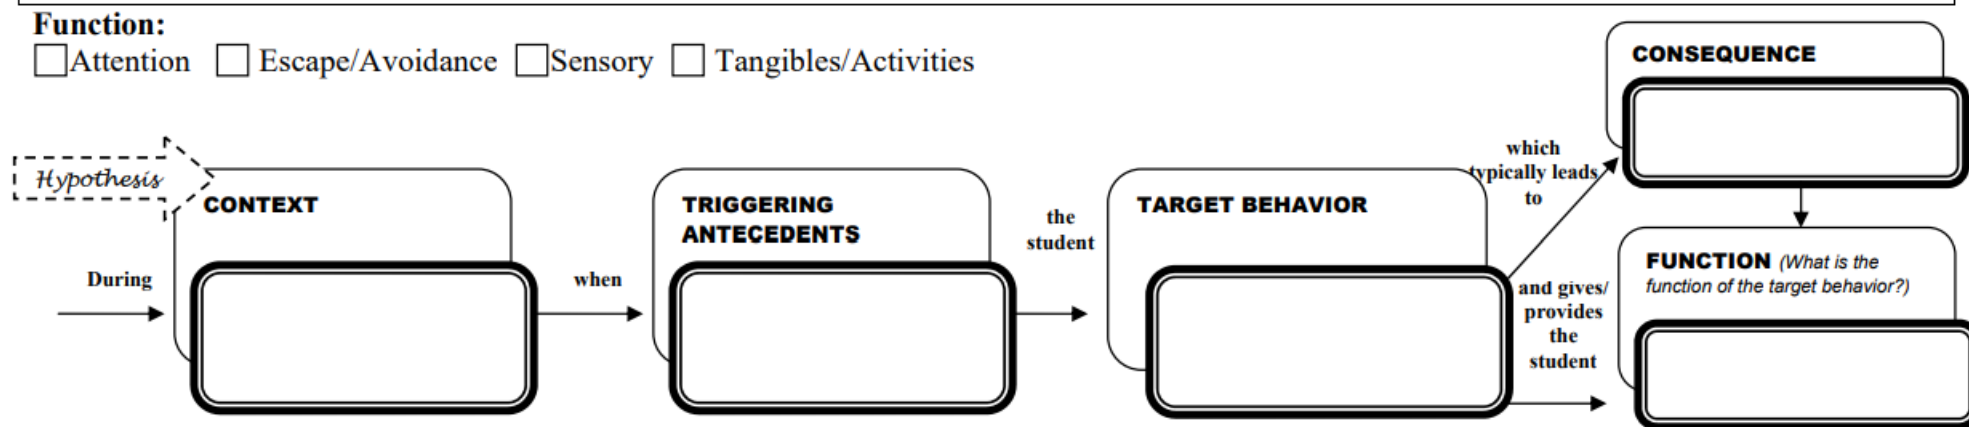 Function:
Attention Escape/Avoidance Sensory Tangibles/Activities
Hypothesis
During
CONTEXT
when
TRIGGERING
ANTECEDENTS
the
student
TARGET BEHAVIOR
which
typically leads
to
CONSEQUENCE
and gives/
provides
the
student
FUNCTION (What is the
function of the target behavior?)